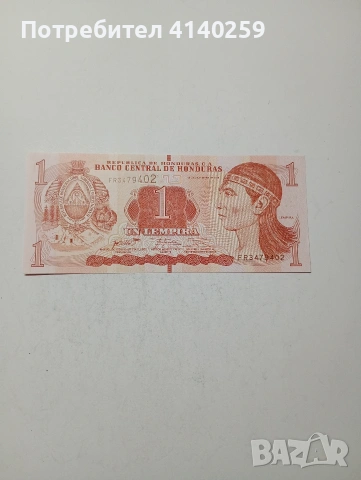 Потребител 4140259
REPUBLICA DE HONDURAS, C.A.
BANCO CENTRAL DE HONDURAS
FR3479402
1
1
1
1
UN LEMPIRA
FR3479402
BAZAR